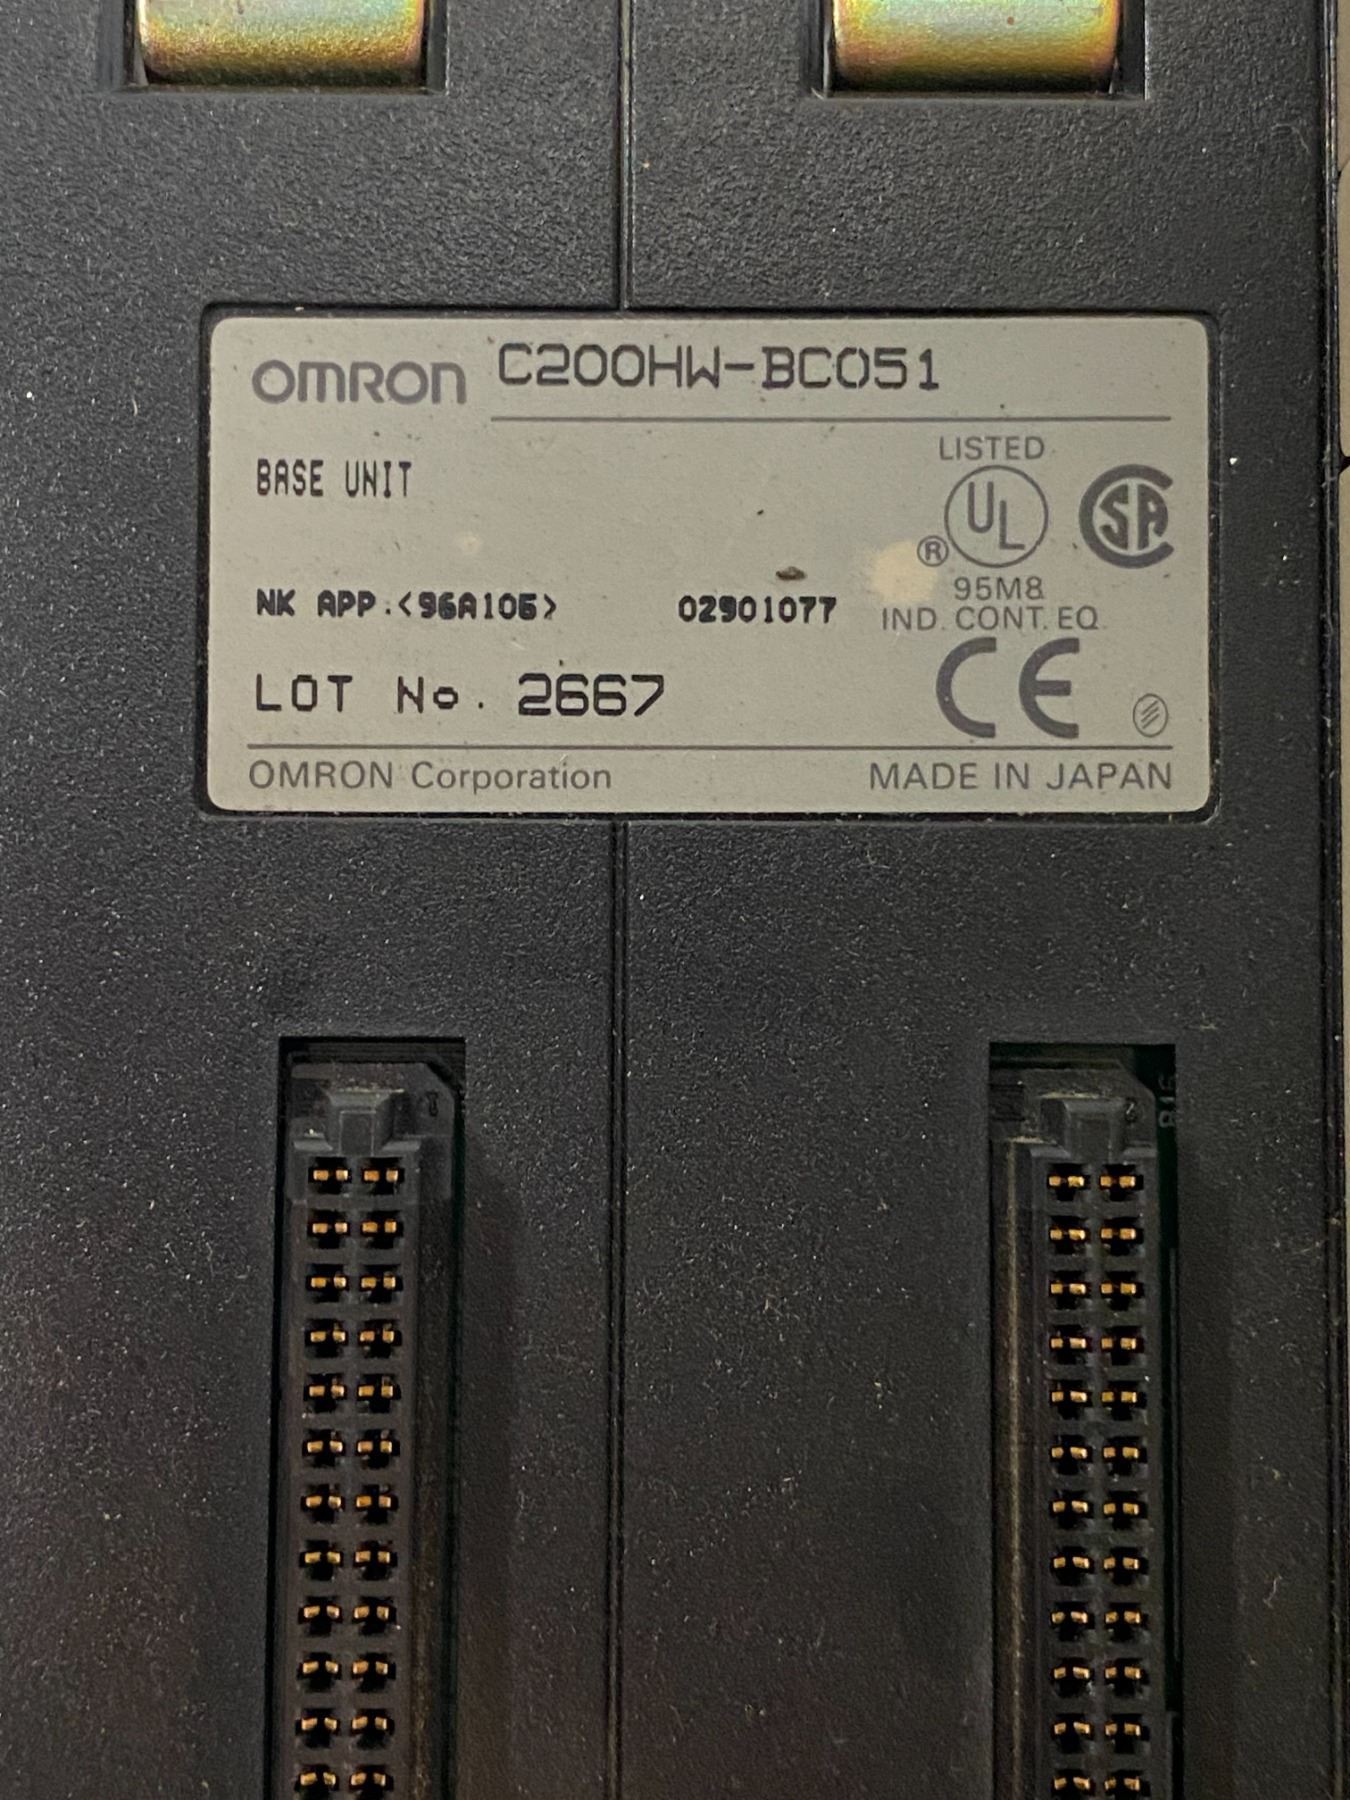 OMRON C200HW-BC051
BASE UNIT
LISTED
UL
SA
®
95M8
IND. CONT. EQ.
NK APP.<96A106> 02901077
LOT No. 2667
CE
OMRON Corporation MADE IN JAPAN